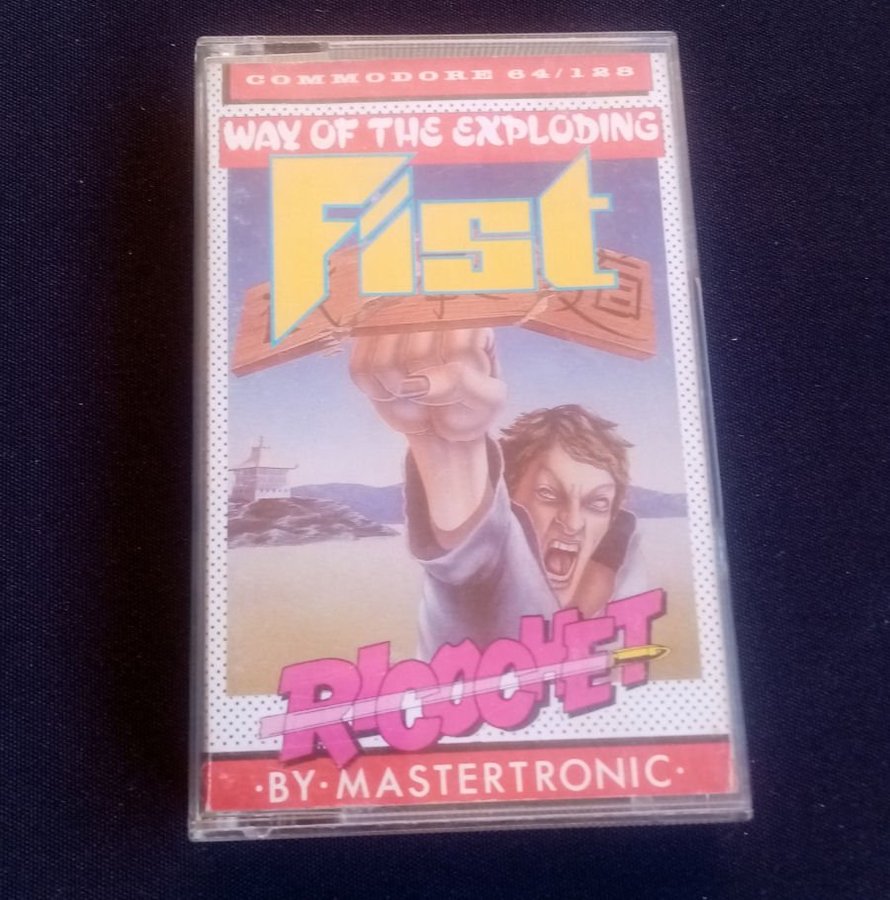 COMMODORE 64/128
WAY OF THE EXPLODING
Fist
RICOCHET
·BY·MASTERTRONIC·